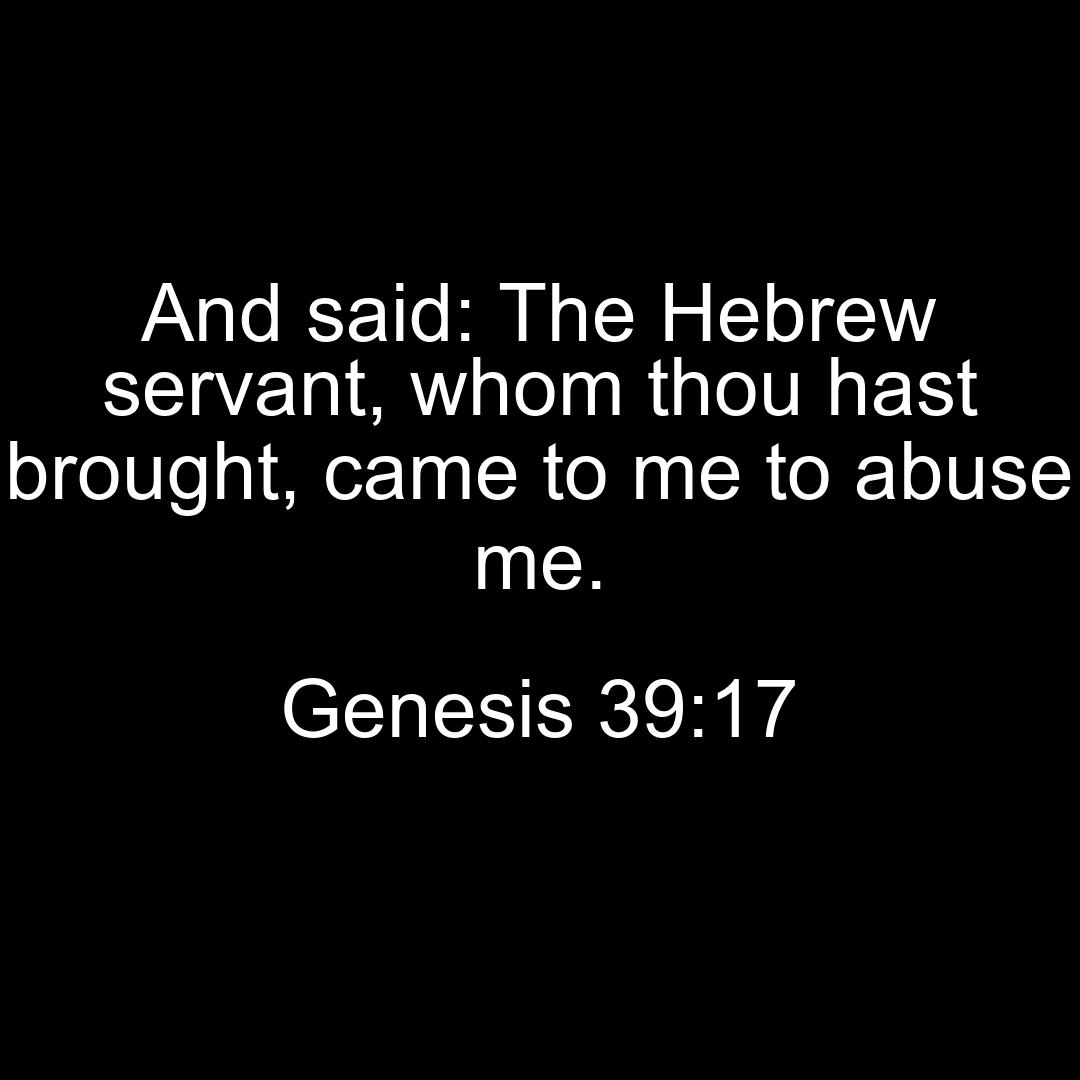 And said: The Hebrew
servant, whom thou hast
brought, came to me to abuse
me.
Genesis 39:17